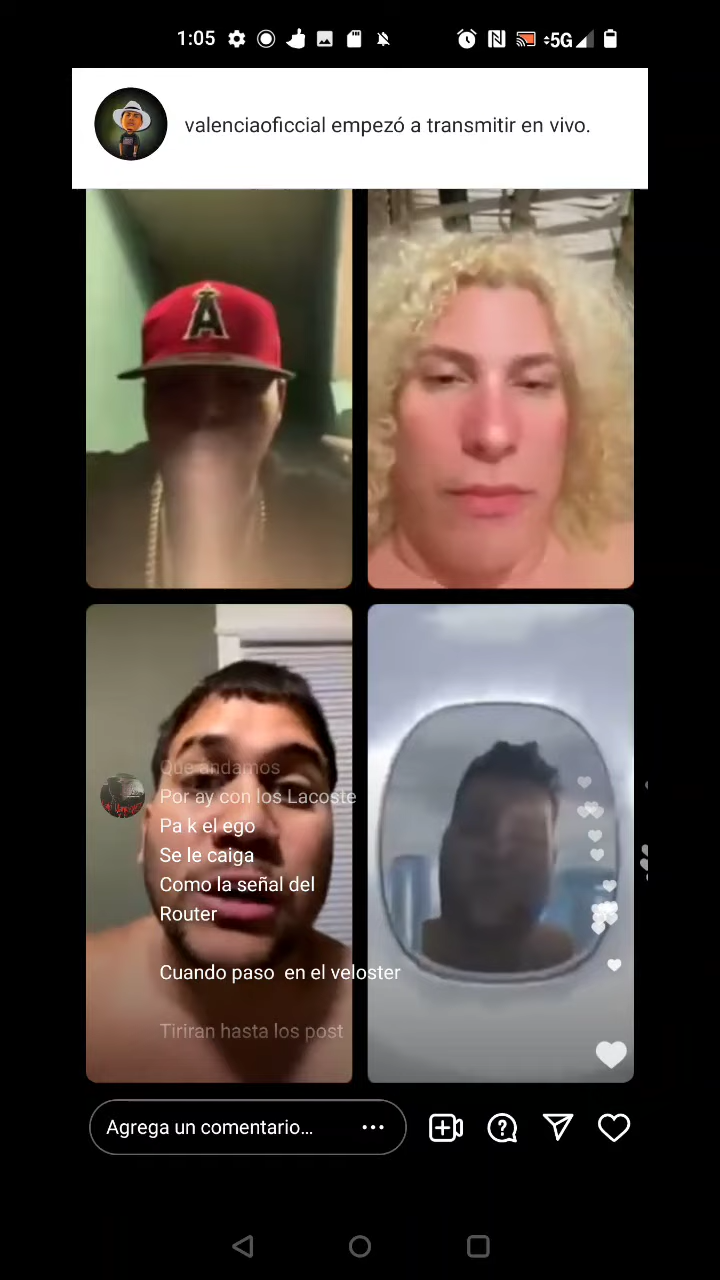 1:05
5G
valenciaoficcial empezó a transmitir en vivo.
A
Que andamos
Por ay con los Lacoste
Pa k el ego
Se le caiga
Como la señal del
Router
Cuando paso en el veloster
Tiriran hasta los post
Agrega un comentario...